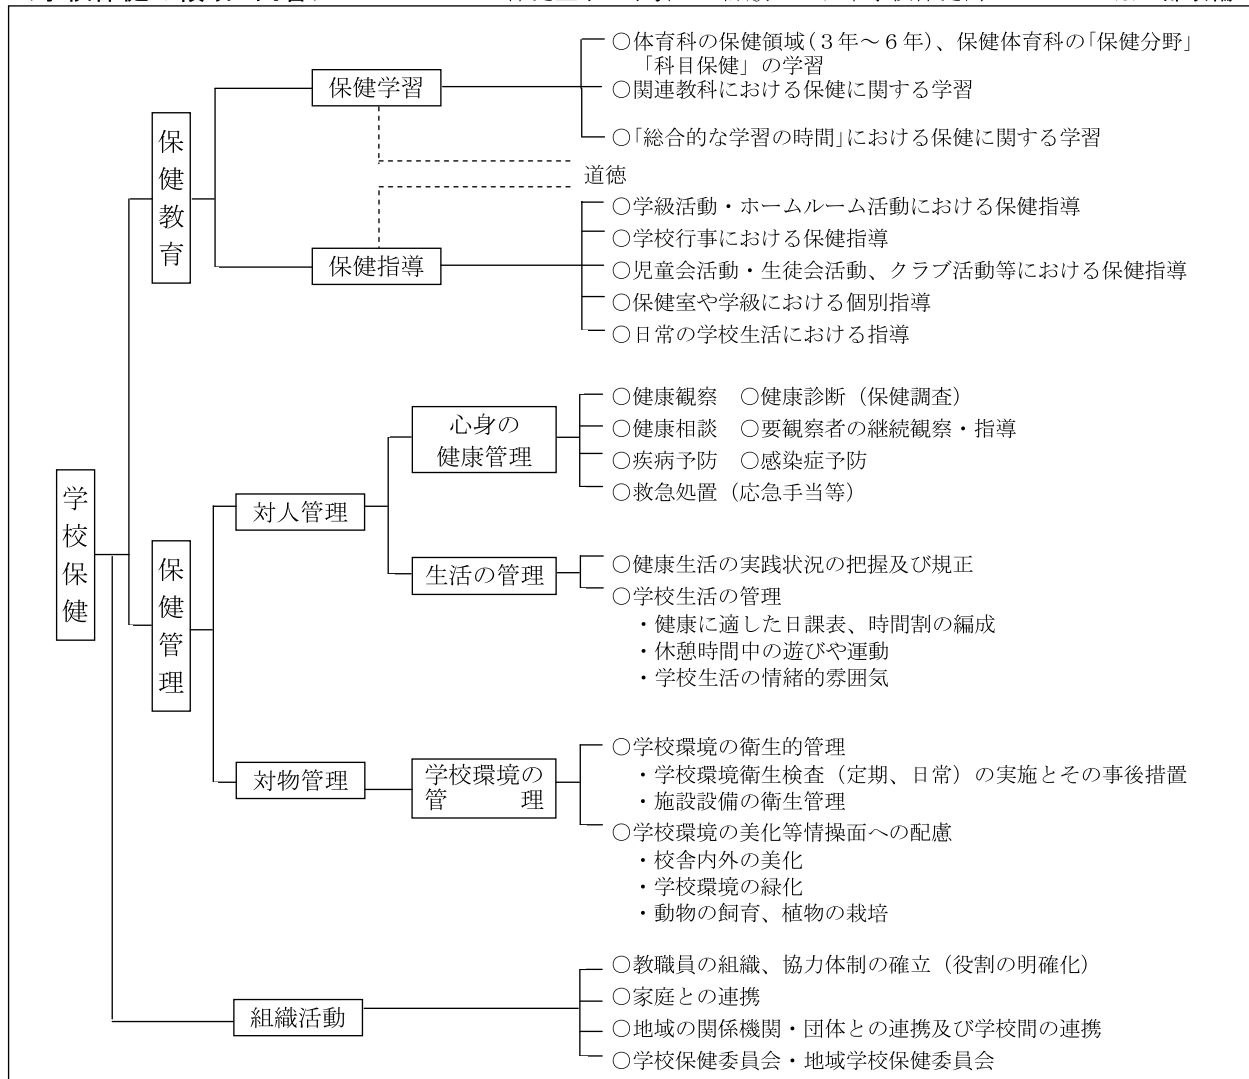 ○体育科の保健領域(3年～6年)、保健体育科の「保健分野」
「科目保健」の学習
保健学習
○関連教科における保健に関する学習
○「総合的な学習の時間」における保健に関する学習
保健教育
道徳
○学級活動・ホームルーム活動における保健指導
○学校行事における保健指導
保健指導
○児童会活動・生徒会活動、クラブ活動等における保健指導
○保健室や学級における個別指導
○日常の学校生活における指導
学校保健
保健管理
対人管理
心身の
健康管理
○健康観察　○健康診断（保健調査）
○健康相談　○要観察者の継続観察・指導
○疾病予防　○感染症予防
○救急処置（応急手当等）
生活の管理
○健康生活の実践状況の把握及び規正
○学校生活の管理
・健康に適した日課表、時間割の編成
・休憩時間中の遊びや運動
・学校生活の情緒的雰囲気
対物管理
学校環境の
管　　　理
○学校環境の衛生的管理
・学校環境衛生検査（定期、日常）の実施とその事後措置
・施設設備の衛生管理
○学校環境の美化等情操面への配慮
・校舎内外の美化
・学校環境の緑化
・動物の飼育、植物の栽培
組織活動
○教職員の組織、協力体制の確立（役割の明確化）
○家庭との連携
○地域の関係機関・団体との連携及び学校間の連携
○学校保健委員会・地域学校保健委員会